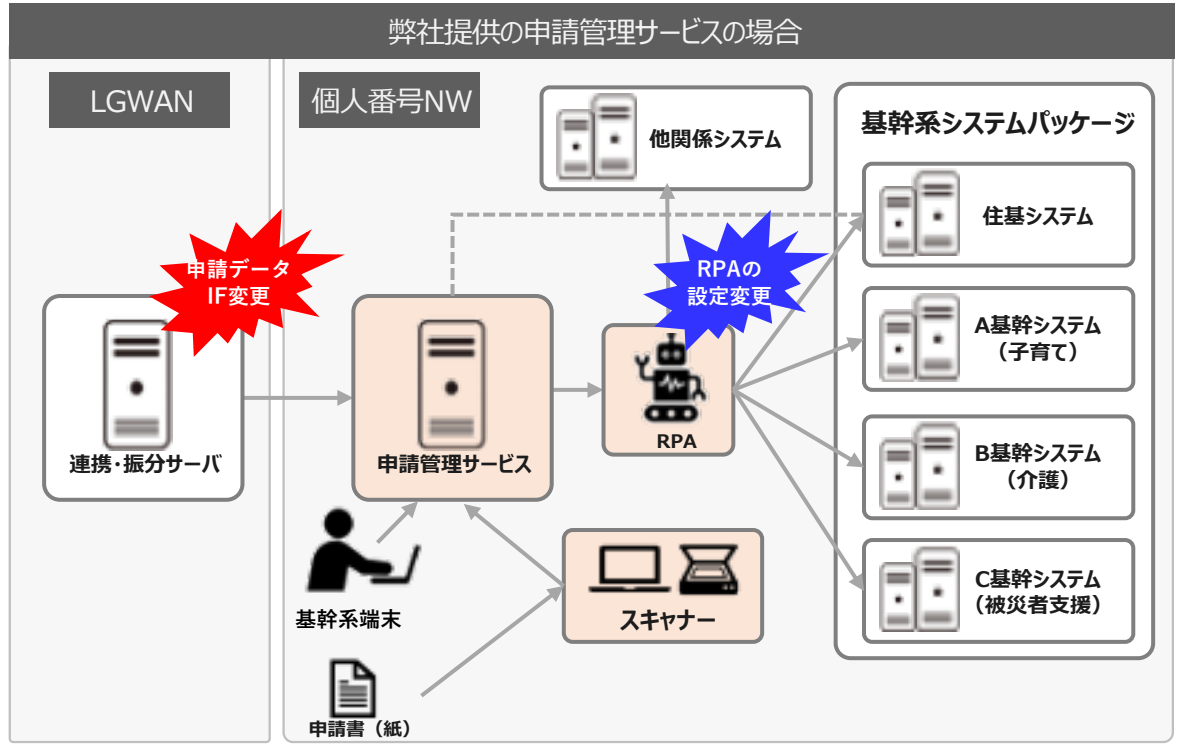 弊社提供の申請管理サービスの場合
LGWAN
個人番号NW
他関係システム
基幹系システムパッケージ
住基システム
申請データ
IF変更
RPAの
設定変更
A基幹システム
（子育て）
RPA
連携・振分サーバ
申請管理サービス
B基幹システム
（介護）
基幹系端末
スキャナー
C基幹システム
（被災者支援）
申請書（紙）